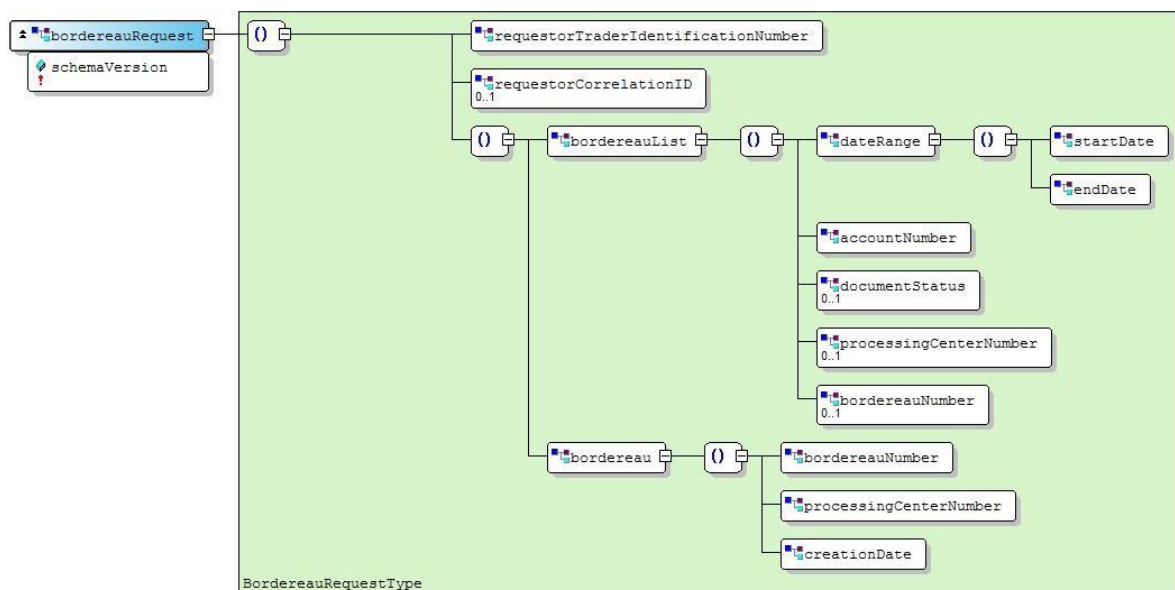 bordereauRequest
schemaVersion
()
requestorTraderIdentificationNumber
requestorCorrelationID
0..1
()
bordereauList
()
dateRange
()
startDate
endDate
accountNumber
documentStatus
0..1
processingCenterNumber
0..1
bordereauNumber
0..1
bordereau
()
bordereauNumber
processingCenterNumber
creationDate
BordereauRequestType